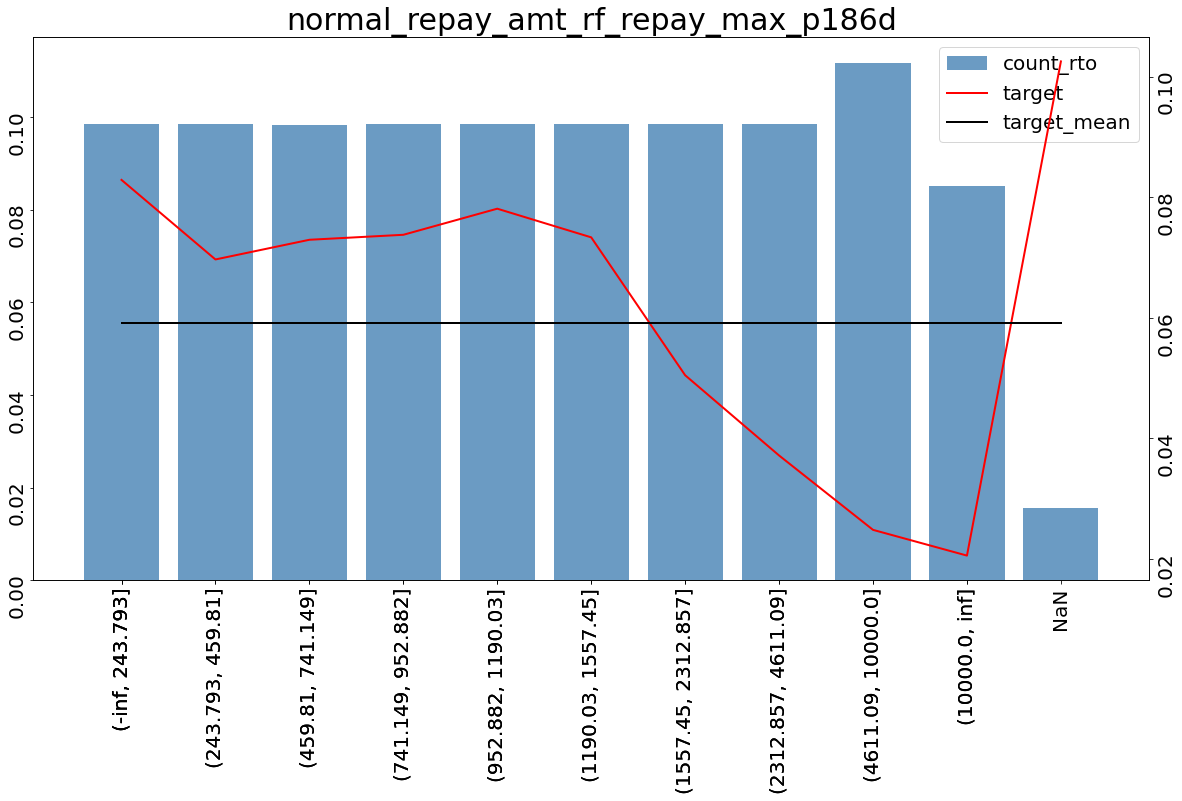 normal_repay_amt_rf_repay_max_p186d
count_rto
target
target_mean
0.10
0.08
0.06
0.04
0.02
0.00
0.10
0.08
0.06
0.04
0.02
(-inf, 243.793]
(243.793, 459.81]
(459.81, 741.149]
(741.149, 952.882]
(952.882, 1190.03]
(1190.03, 1557.45]
(1557.45, 2312.857]
(2312.857, 4611.09]
(4611.09, 10000.0]
(10000.0, inf]
NaN